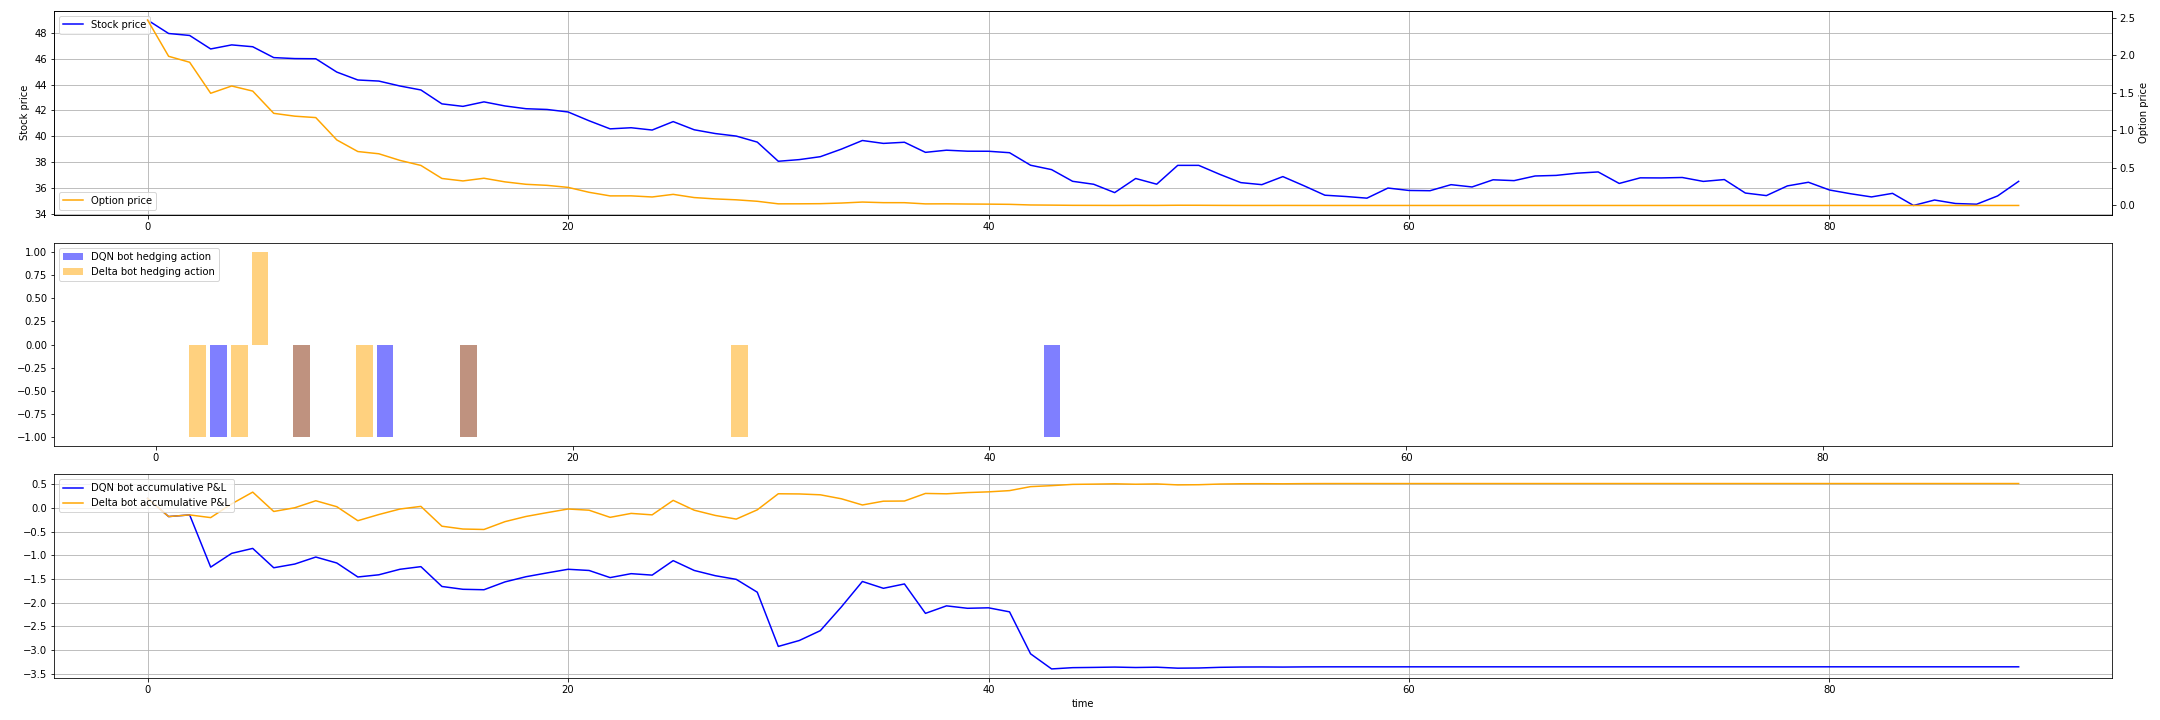 Stock price
Option price
48
46
44
42
40
38
36
34
Stock price
2.5
2.0
1.5
1.0
0.5
0.0
Option price
0 20 40 60 80
DQN bot hedging action
Delta bot hedging action
1.00
0.75
0.50
0.25
0.00
−0.25
−0.50
−0.75
−1.00
0 20 40 60 80
DQN bot accumulative P&L
Delta bot accumulative P&L
0.5
0.0
−0.5
−1.0
−1.5
−2.0
−2.5
−3.0
−3.5
0 20 40 60 80
time